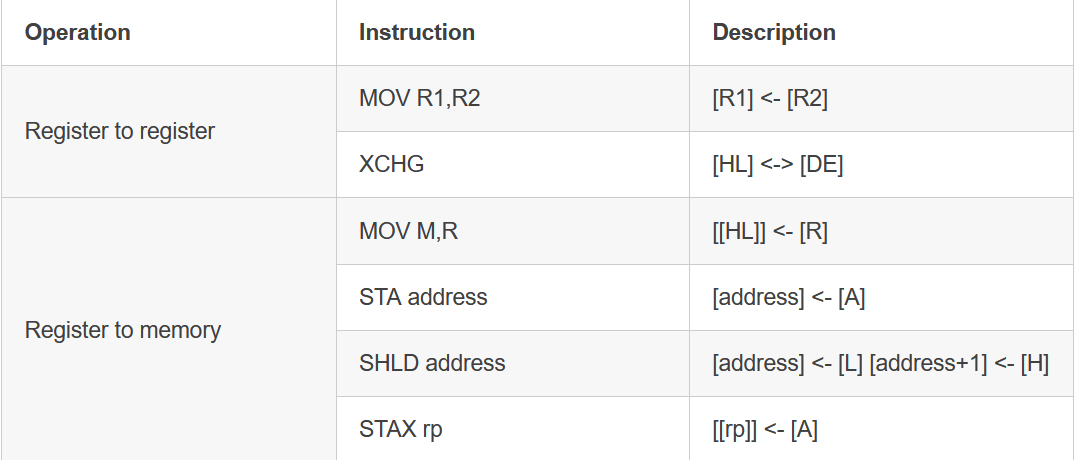 Operation Instruction Description
Register to register
MOV R1,R2 [R1] <- [R2]
XCHG [HL] <-> [DE]
Register to memory
MOV M,R [[HL]] <- [R]
STA address [address] <- [A]
SHLD address [address] <- [L] [address+1] <- [H]
STAX rp [[rp]] <- [A]